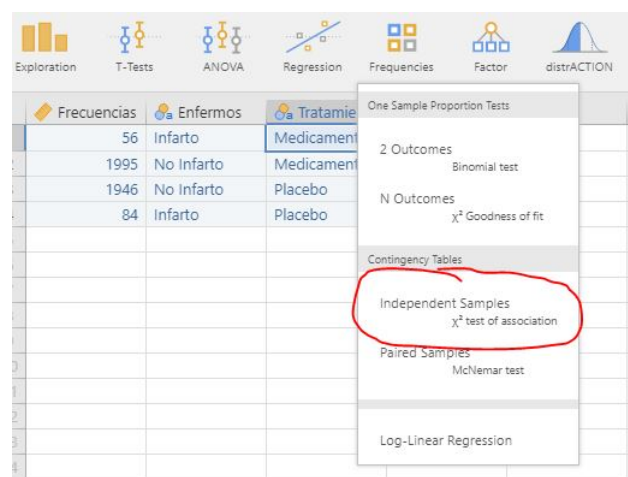 Exploration T-Tests ANOVA Regression Frequencies Factor distrACTION
Frecuencias Enfermos Tratamie
56 Infarto Medicament
1995 No Infarto Medicament
1946 No Infarto Placebo
84 Infarto Placebo
One Sample Proportion Tests
2 Outcomes
Binomial test
N Outcomes
χ² Goodness of fit
Contingency Tables
Independent Samples
χ² test of association
Paired Samples
McNemar test
Log-Linear Regression